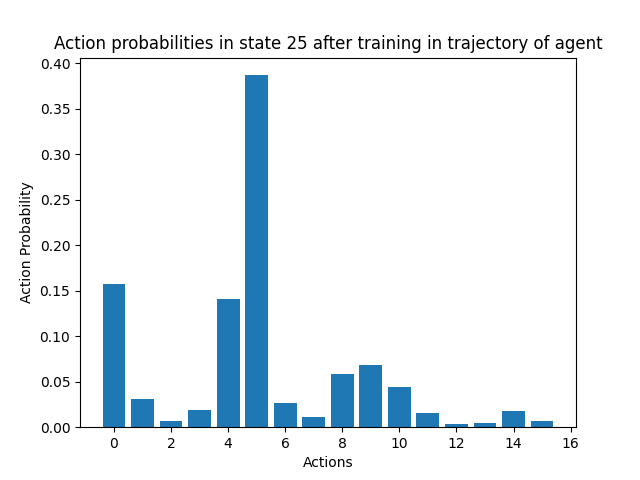 Action probabilities in state 25 after training in trajectory of agent
0.40
0.35
0.30
0.25
0.20
0.15
0.10
0.05
0.00
Action Probability
0 2 4 6 8 10 12 14 16
Actions